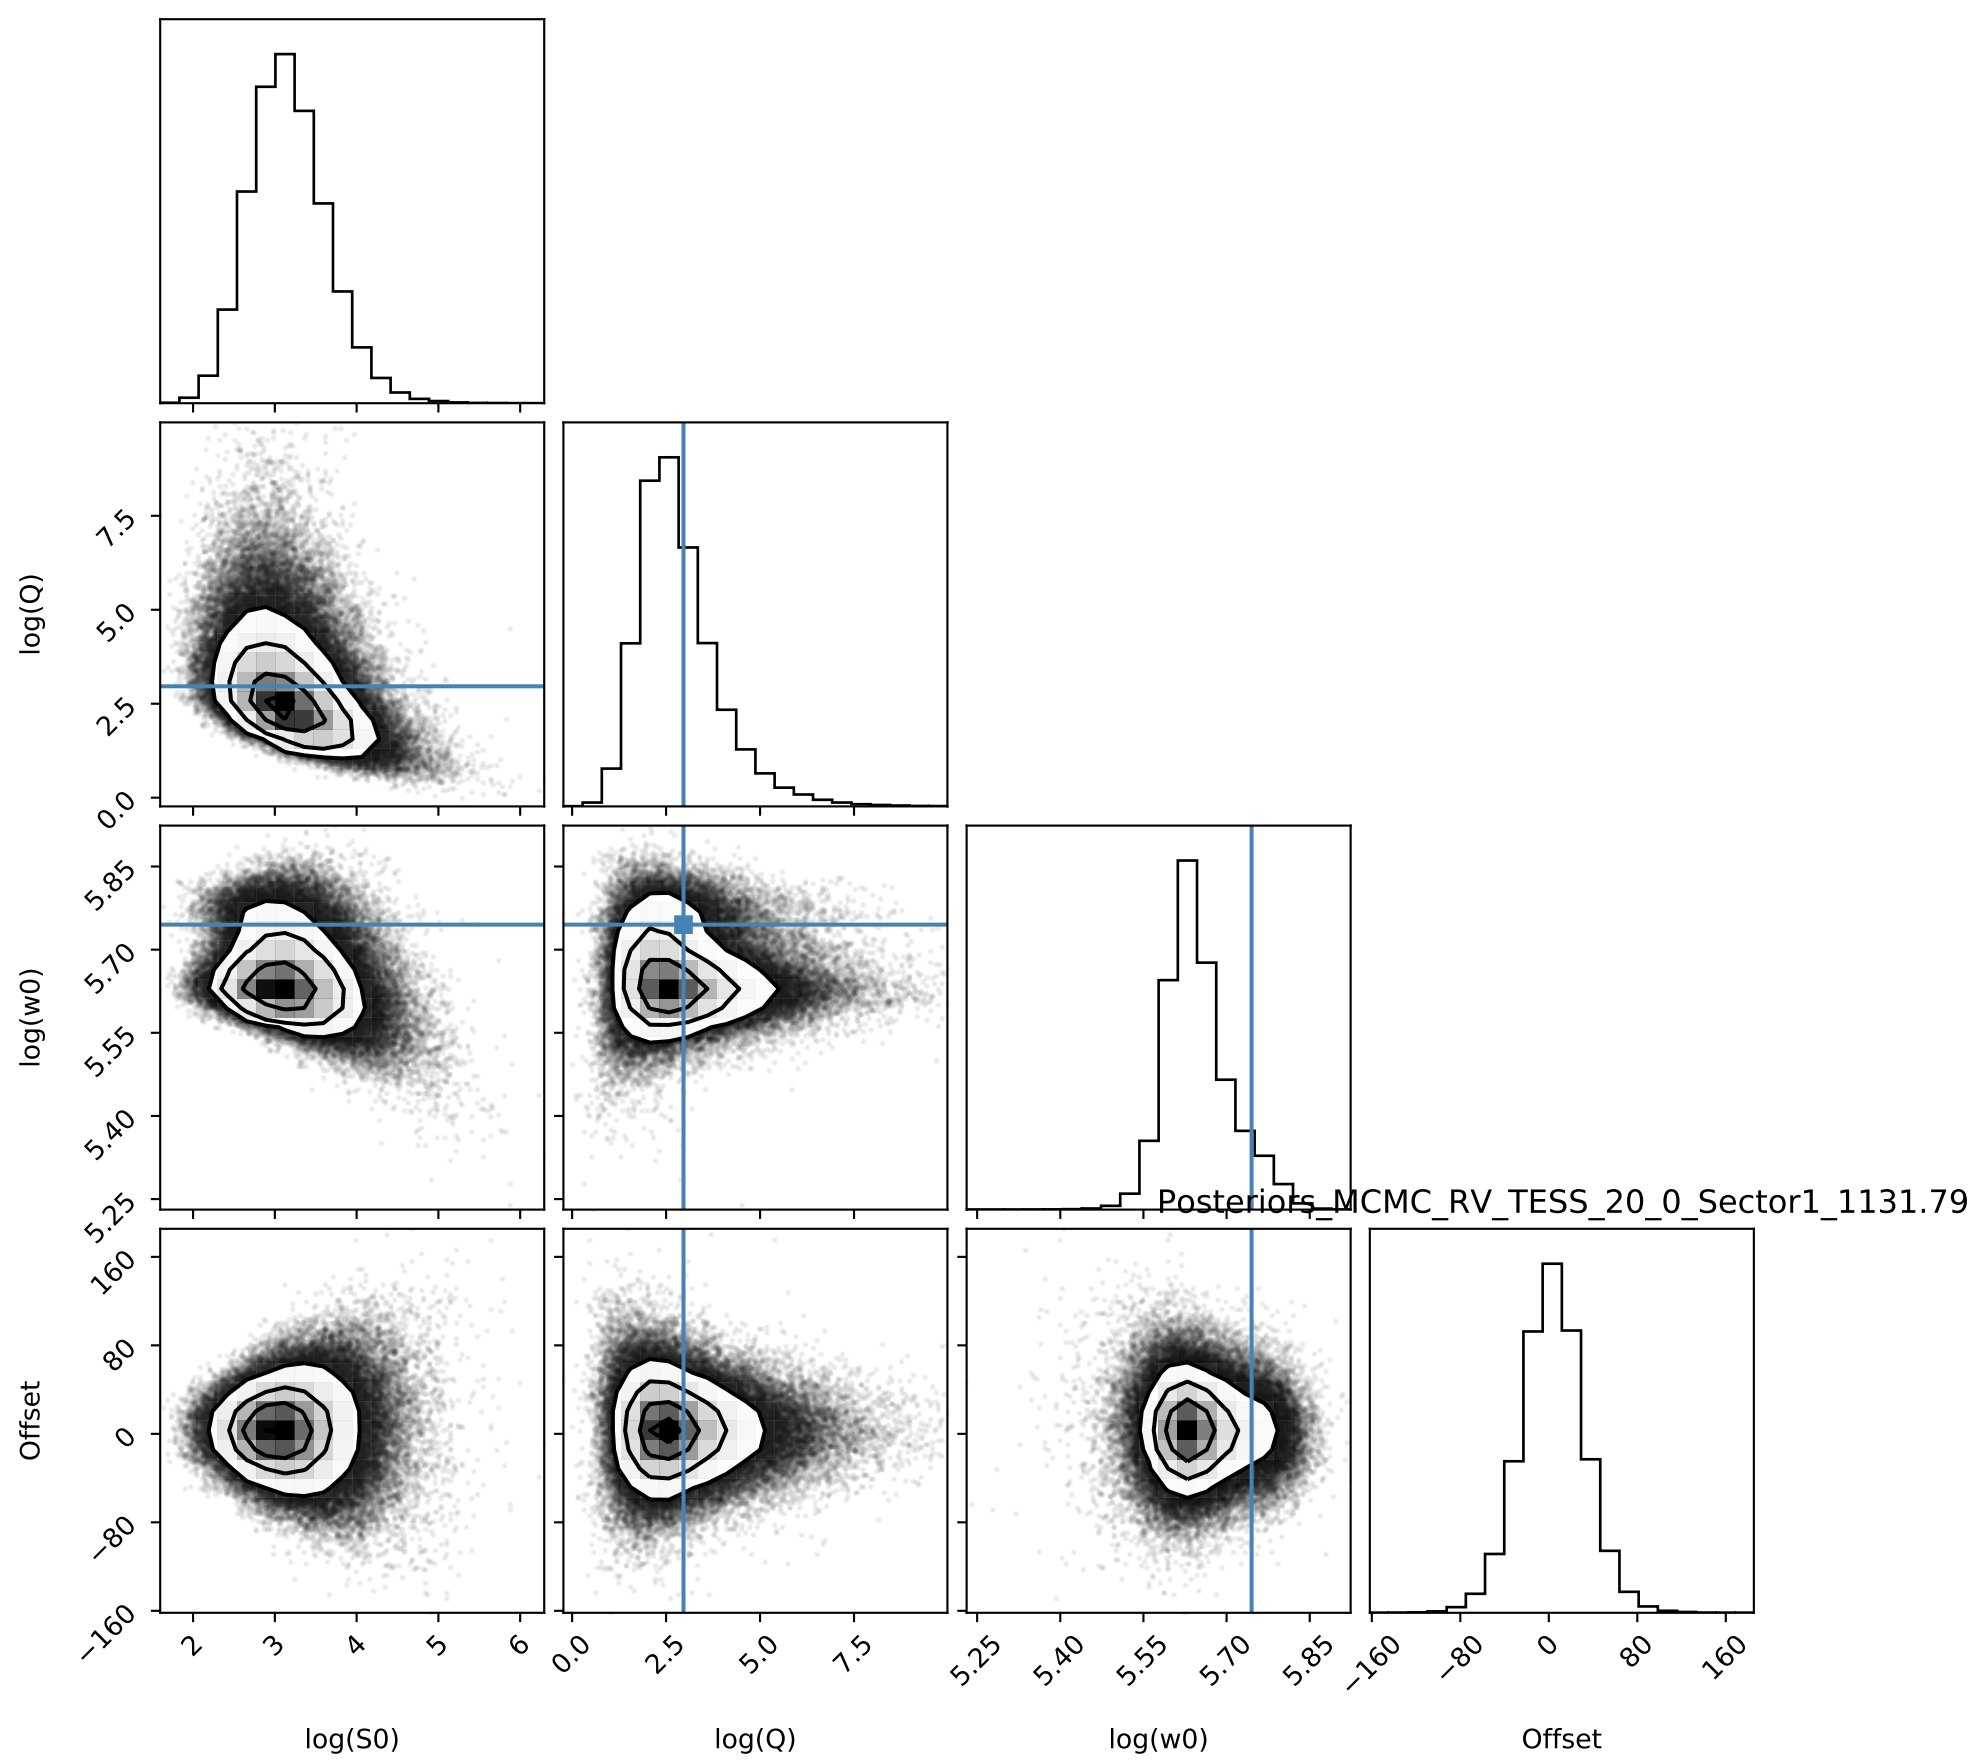 log(Q)
7.5
5.0
2.5
0.0
log(w0)
5.85
5.70
5.55
5.40
5.25
Posteriors_MCMC_RV_TESS_20_0_Sector1_1131.79
Offset
160
80
0
−80
−160
2 3 4 5 6 0.0 2.5 5.0 7.5 5.25 5.40 5.55 5.70 5.85 −160 −80 0 80 160
log(S0) log(Q) log(w0) Offset